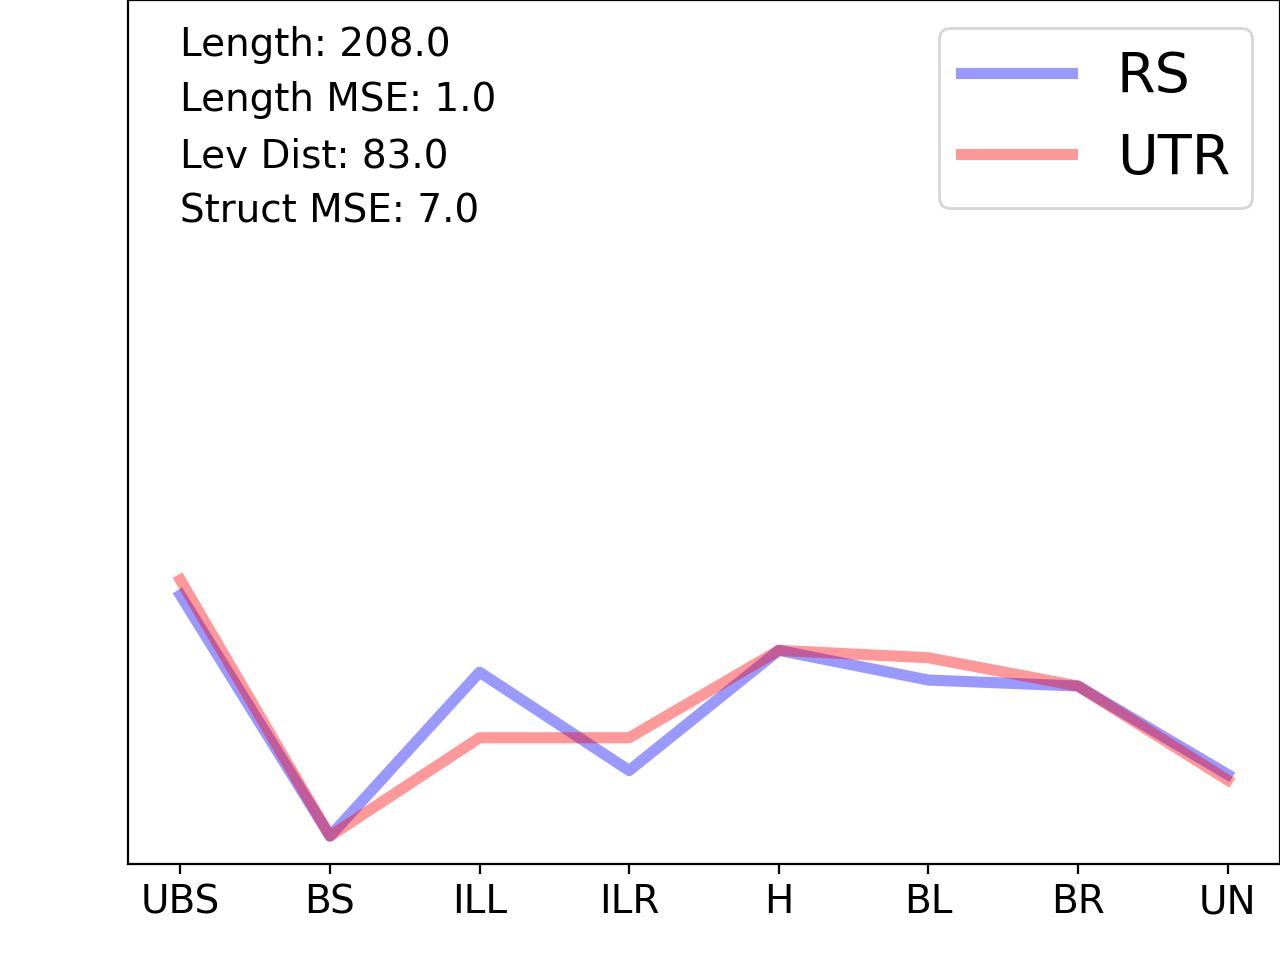 Length: 208.0
Length MSE: 1.0
Lev Dist: 83.0
Struct MSE: 7.0
RS
UTR
UBS BS ILL ILR H BL BR UN